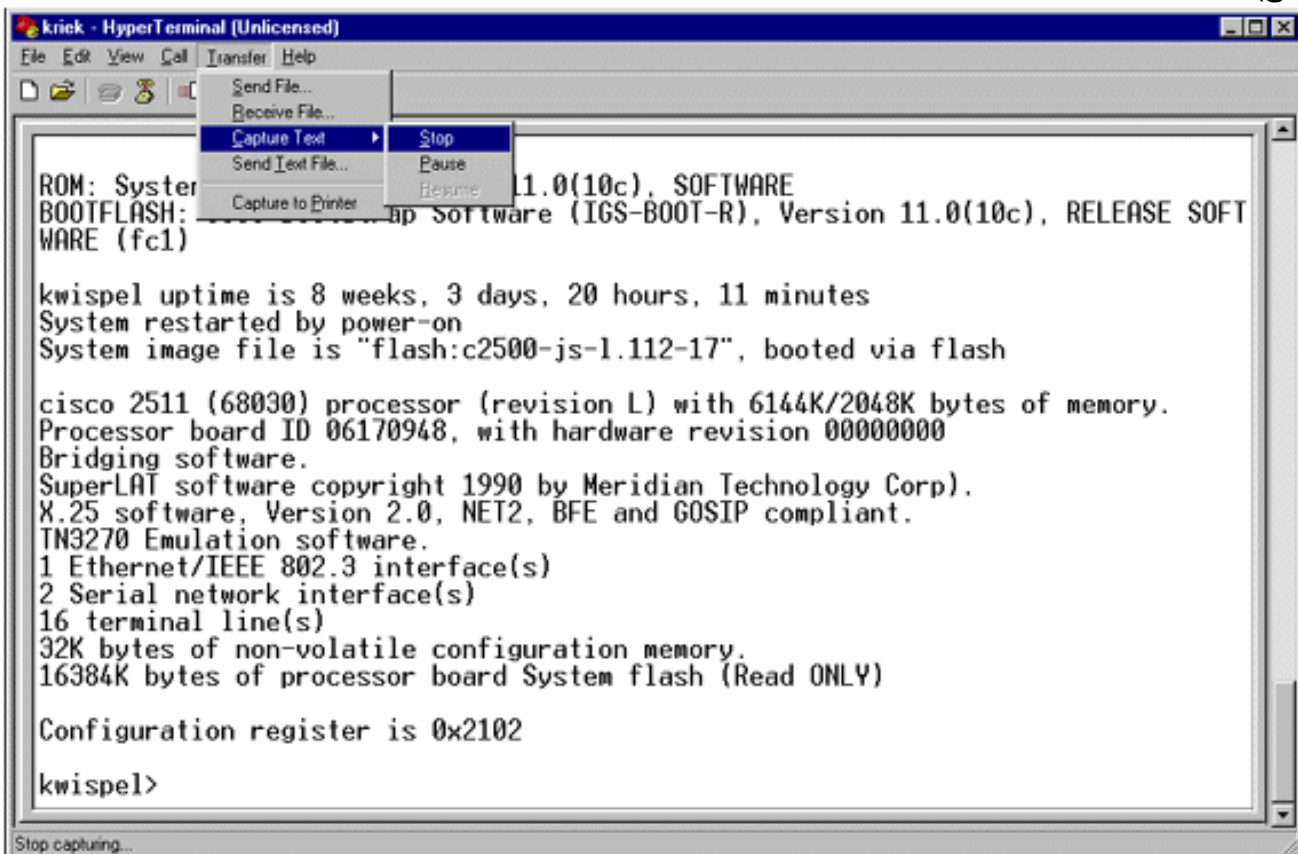 kriek - HyperTerminal (Unlicensed)
File Edit View Call Transfer Help
Send File...
Receive File...
Capture Text
Stop
Send Text File...
Pause
Resume
Capture to Printer
ROM: System 11.0(10c), SOFTWARE
BOOTFLASH: ap Software (IGS-BOOT-R), Version 11.0(10c), RELEASE SOFT
WARE (fc1)
kwispel uptime is 8 weeks, 3 days, 20 hours, 11 minutes
System restarted by power-on
System image file is "flash:c2500-js-l.112-17", booted via flash
cisco 2511 (68030) processor (revision L) with 6144K/2048K bytes of memory.
Processor board ID 06170948, with hardware revision 00000000
Bridging software.
SuperLAT software copyright 1990 by Meridian Technology Corp).
X.25 software, Version 2.0, NET2, BFE and GOSIP compliant.
TN3270 Emulation software.
1 Ethernet/IEEE 802.3 interface(s)
2 Serial network interface(s)
16 terminal line(s)
32K bytes of non-volatile configuration memory.
16384K bytes of processor board System flash (Read ONLY)
Configuration register is 0x2102
kwispel>
Stop capturing...